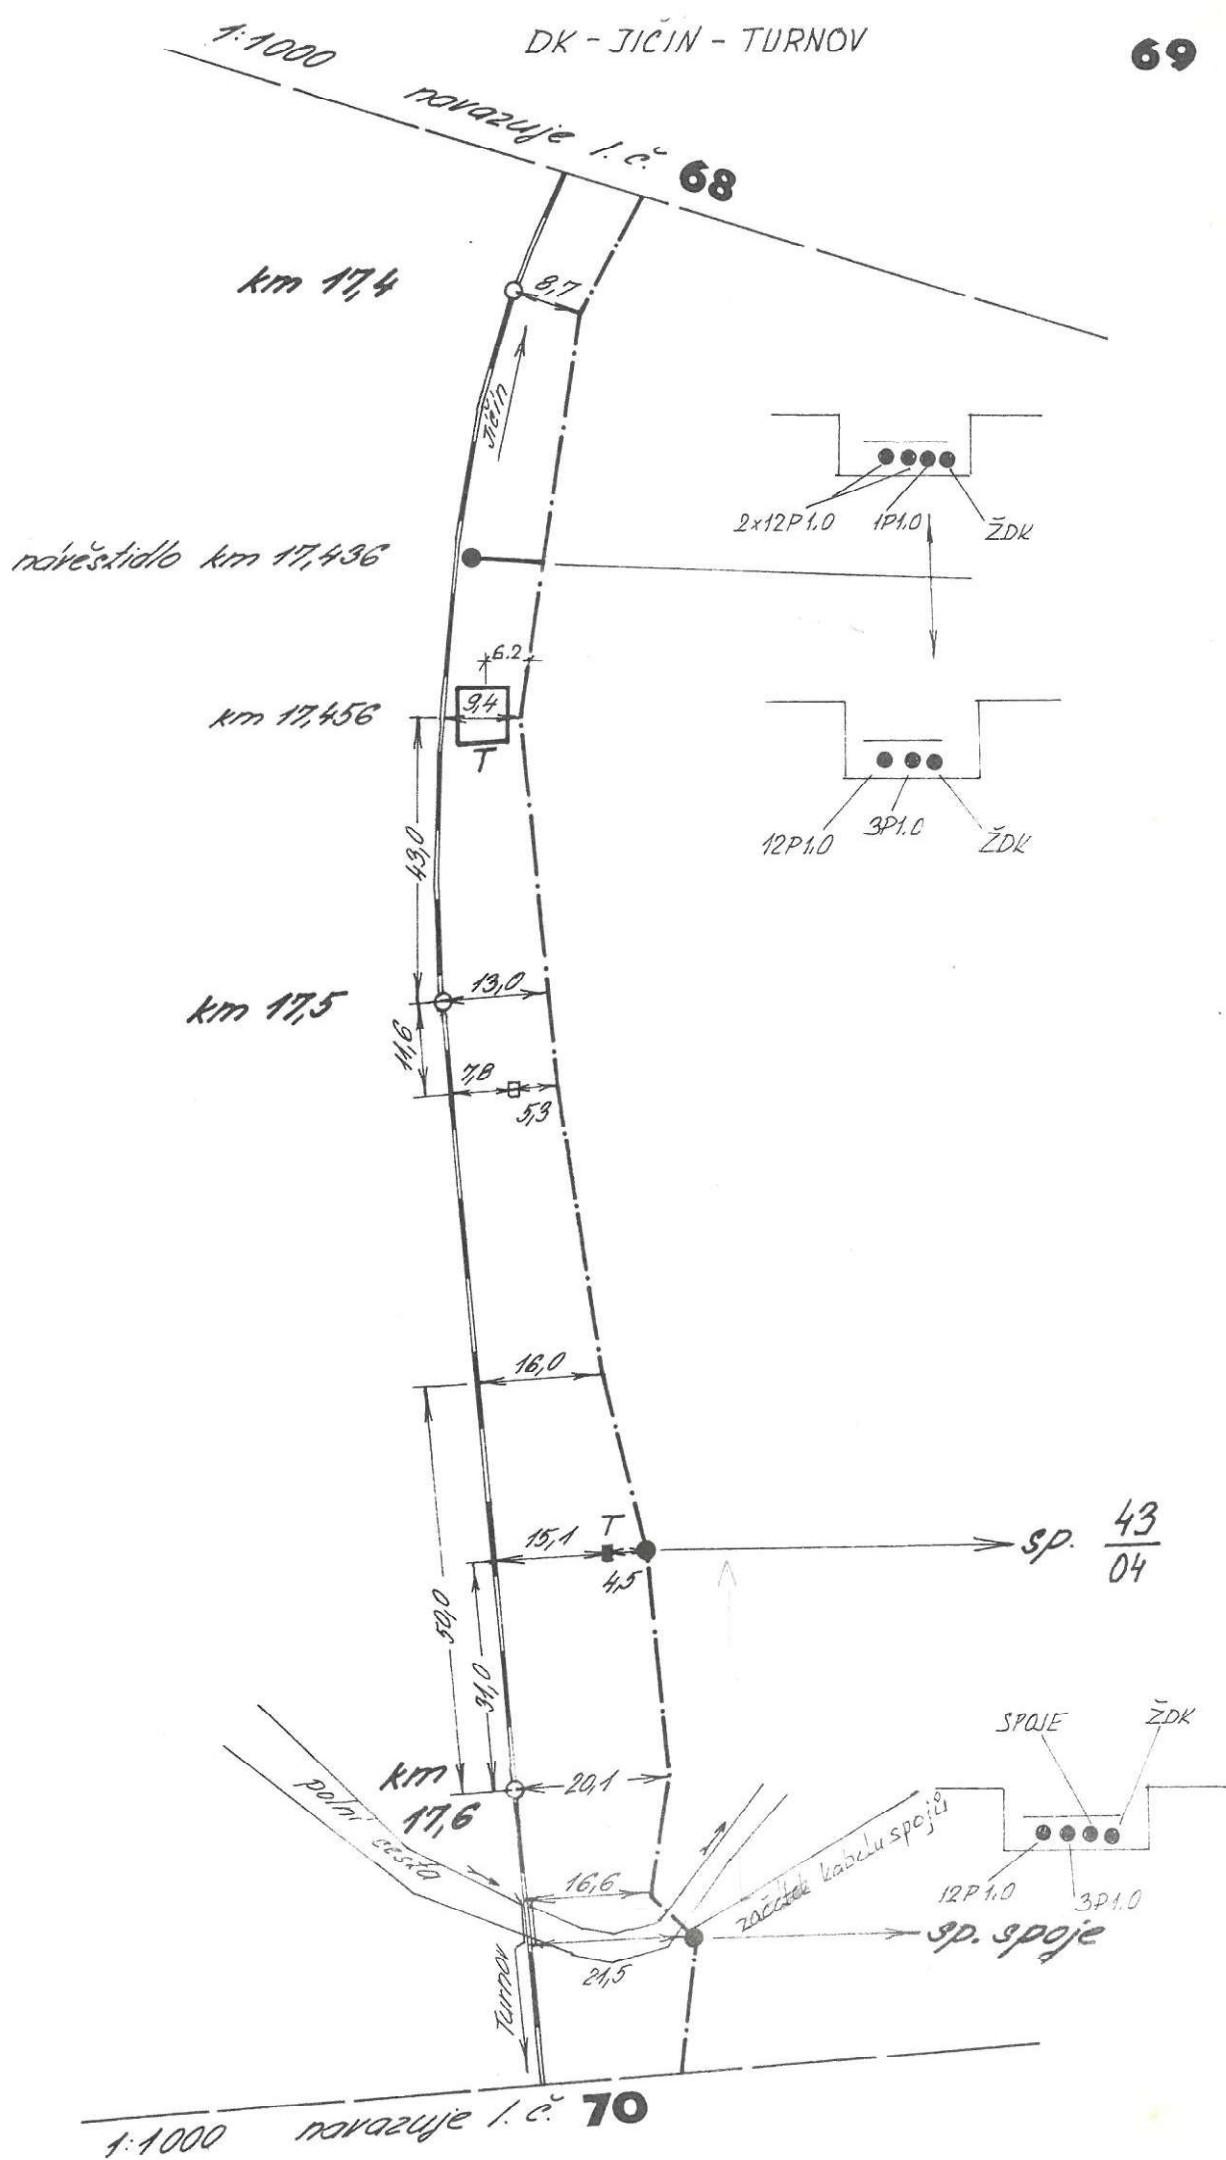 1:1000
DK - JIČIN - TURNOV
69
navazuje l. č. 68
km 17,4
8,7
Jičín
2x12P1.0
1P1.0
ŽDK
návěstidlo km 17,436
6.2
km 17,456
9,4
T
43,0
12P1.0
3P1.0
ŽDK
km 17,5
13,0
11,6
7,8
5,3
16,0
15,1
T
4,5
sp. 43
04
50,0
31,0
SPOJE
ŽDK
km
17,6
20,1
polní cesta
16,6
začátek kabelu spojů
12P1.0
3P1.0
sp. spoje
21,5
Turnov
1:1000
navazuje l. č. 70